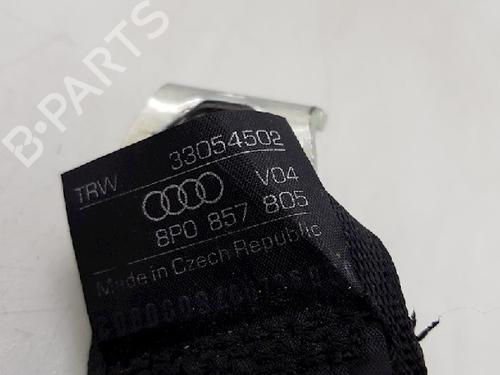 B-PARTS
TRW 33054502
V04
8P0 857 805
Made in Czech Republic